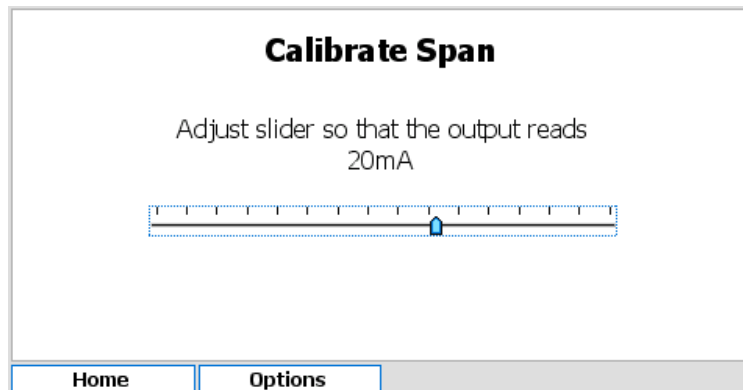 Calibrate Span
Adjust slider so that the output reads
20mA
Home
Options